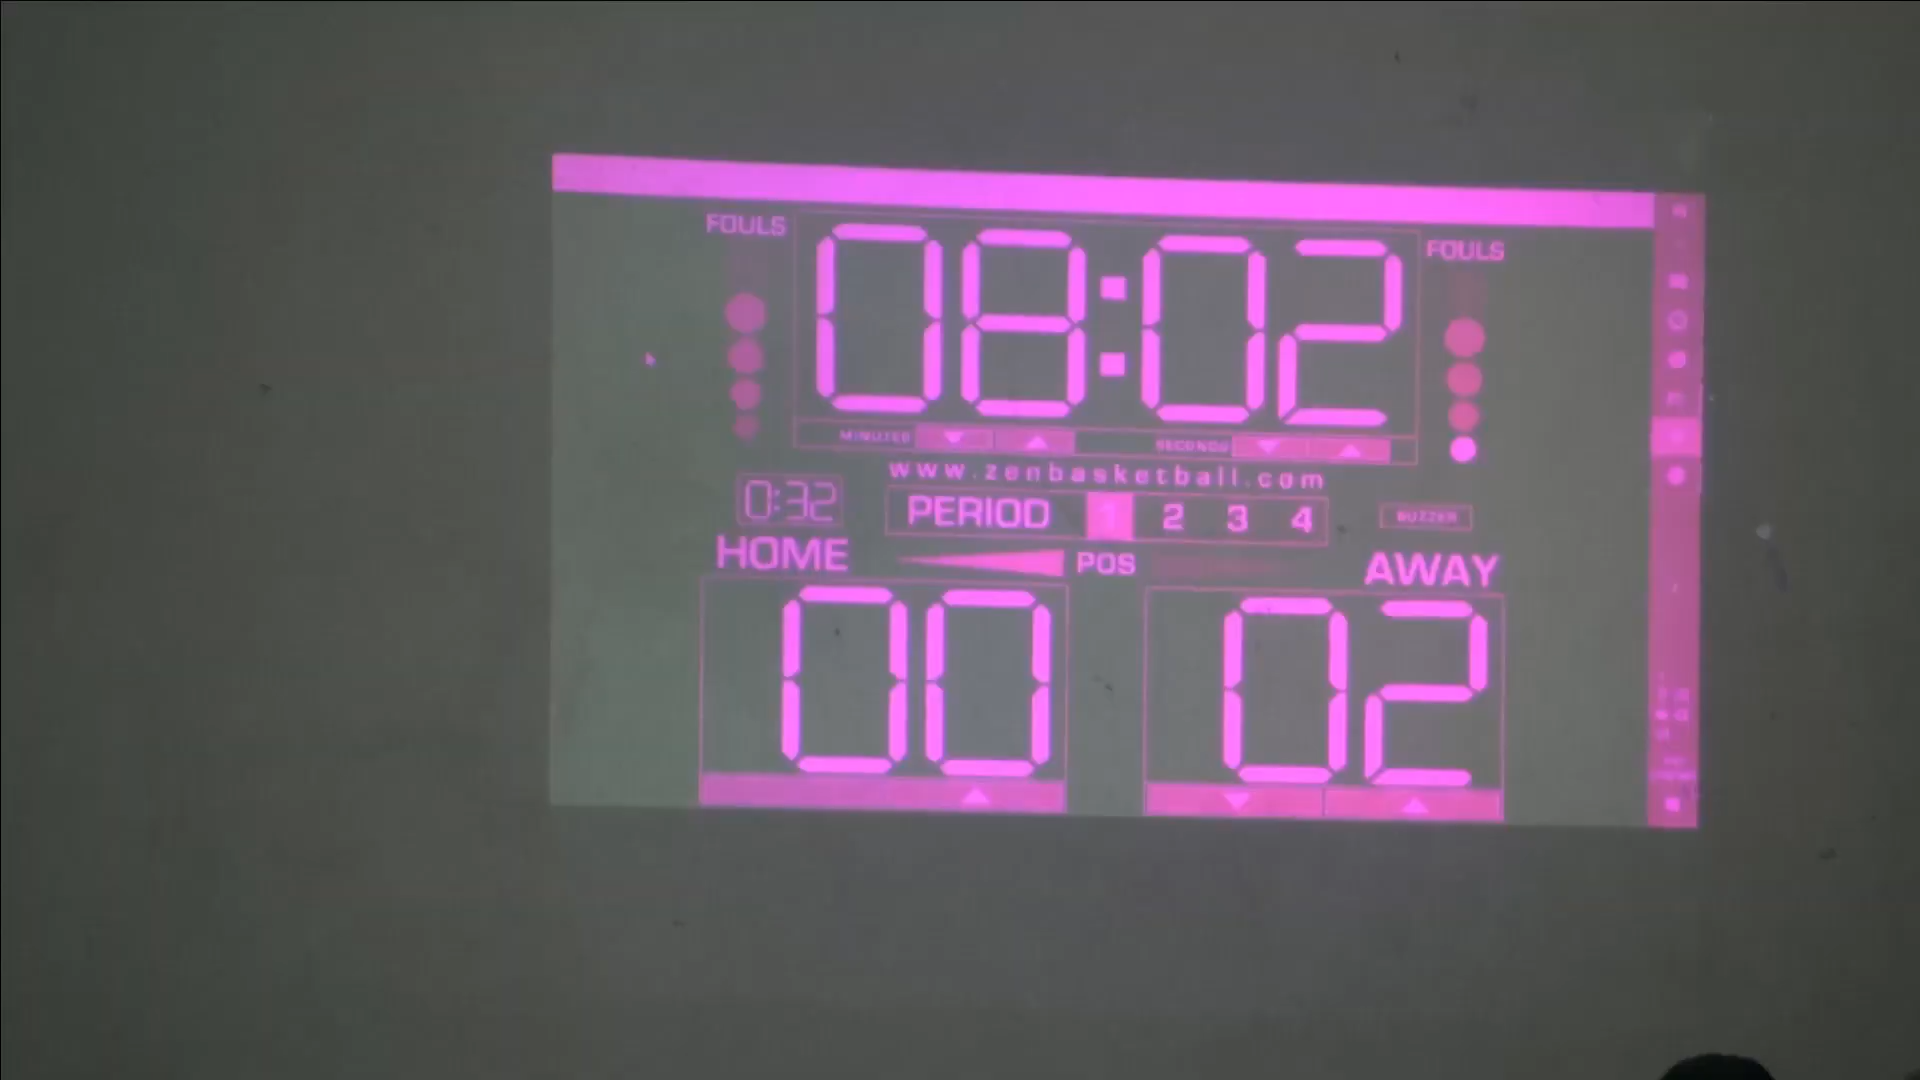 FOULS
08:02
FOULS
MINUTES
SECONDS
www.zenbasketball.com
0:32
PERIOD 1 2 3 4
BUZZER
HOME
POS
AWAY
00
02